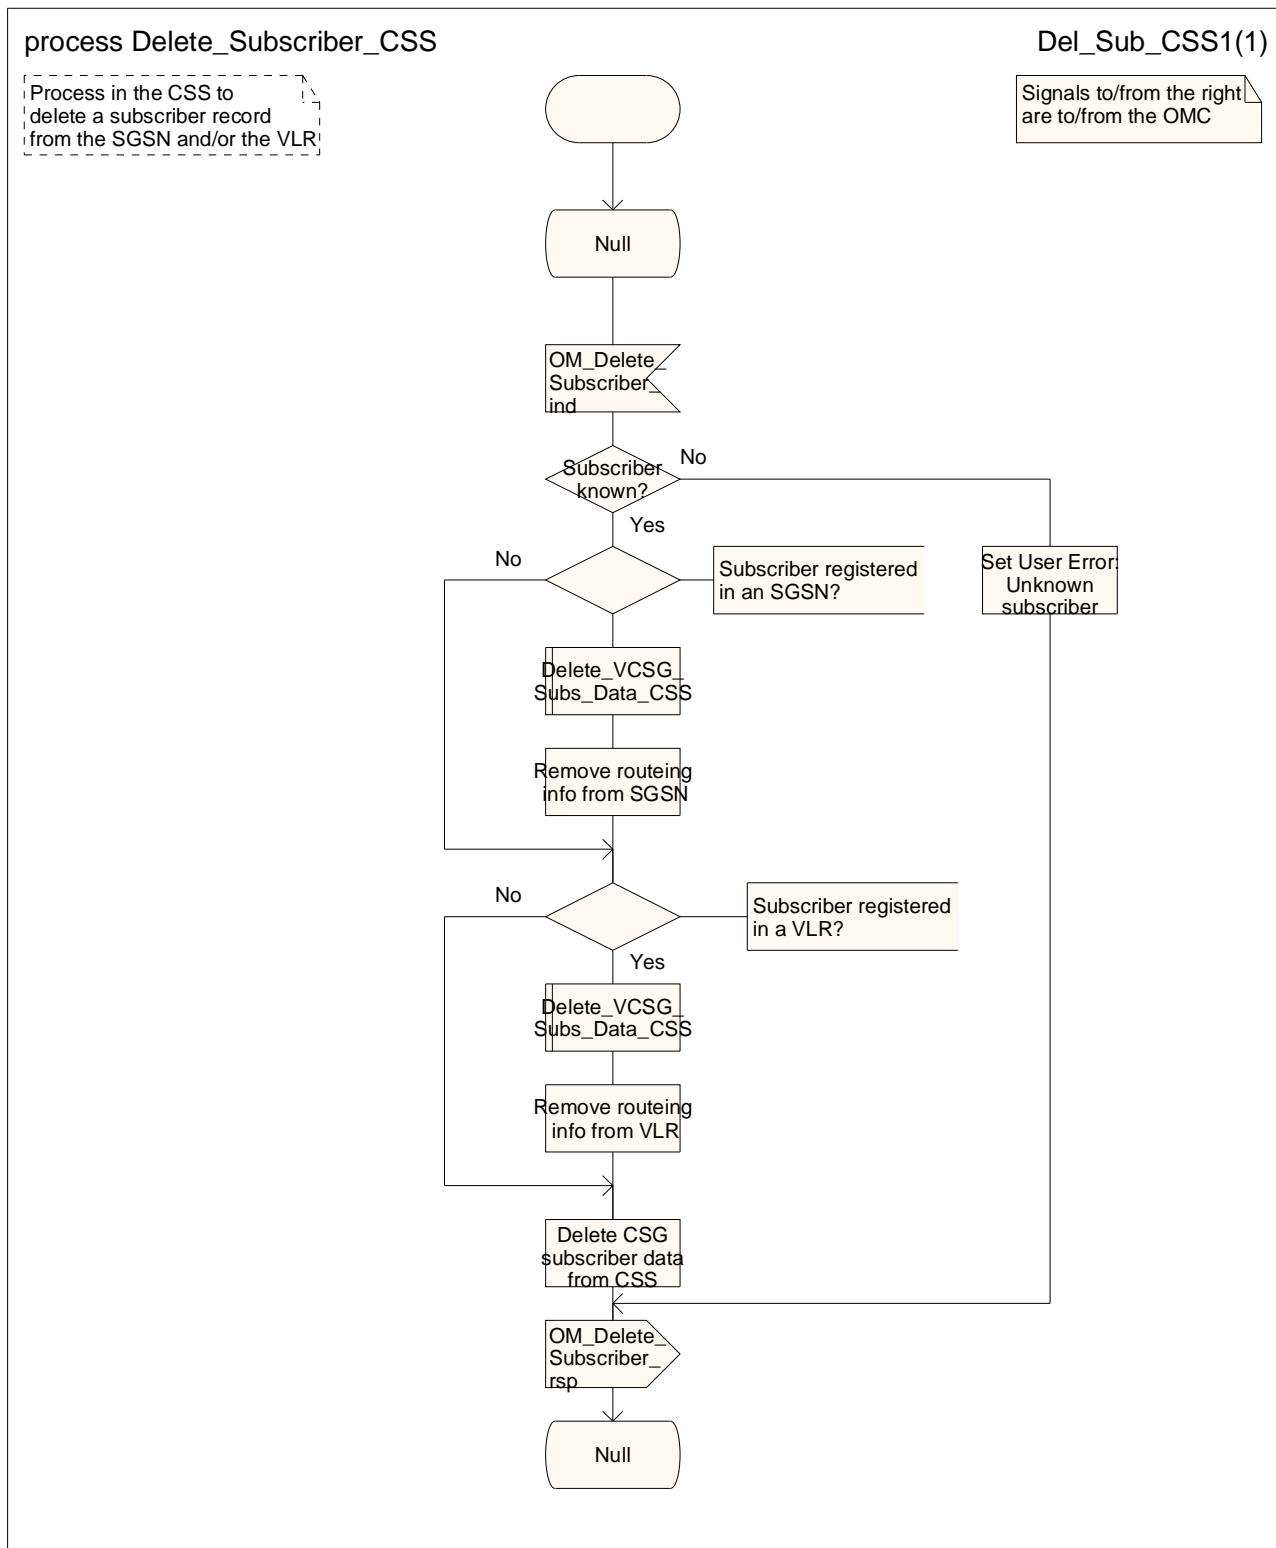 process Delete_Subscriber_CSS
Del_Sub_CSS1(1)
Process in the CSS to
delete a subscriber record
from the SGSN and/or the VLR
Signals to/from the right
are to/from the OMC
Null
OM_Delete_
Subscriber_
ind
Subscriber
known?
No
Yes
No
Subscriber registered
in an SGSN?
Set User Error:
Unknown
subscriber
Delete_VCSG_
Subs_Data_CSS
Remove routeing
info from SGSN
No
Subscriber registered
in a VLR?
Yes
Delete_VCSG_
Subs_Data_CSS
Remove routeing
info from VLR
Delete CSG
subscriber data
from CSS
OM_Delete_
Subscriber_
rsp
Null